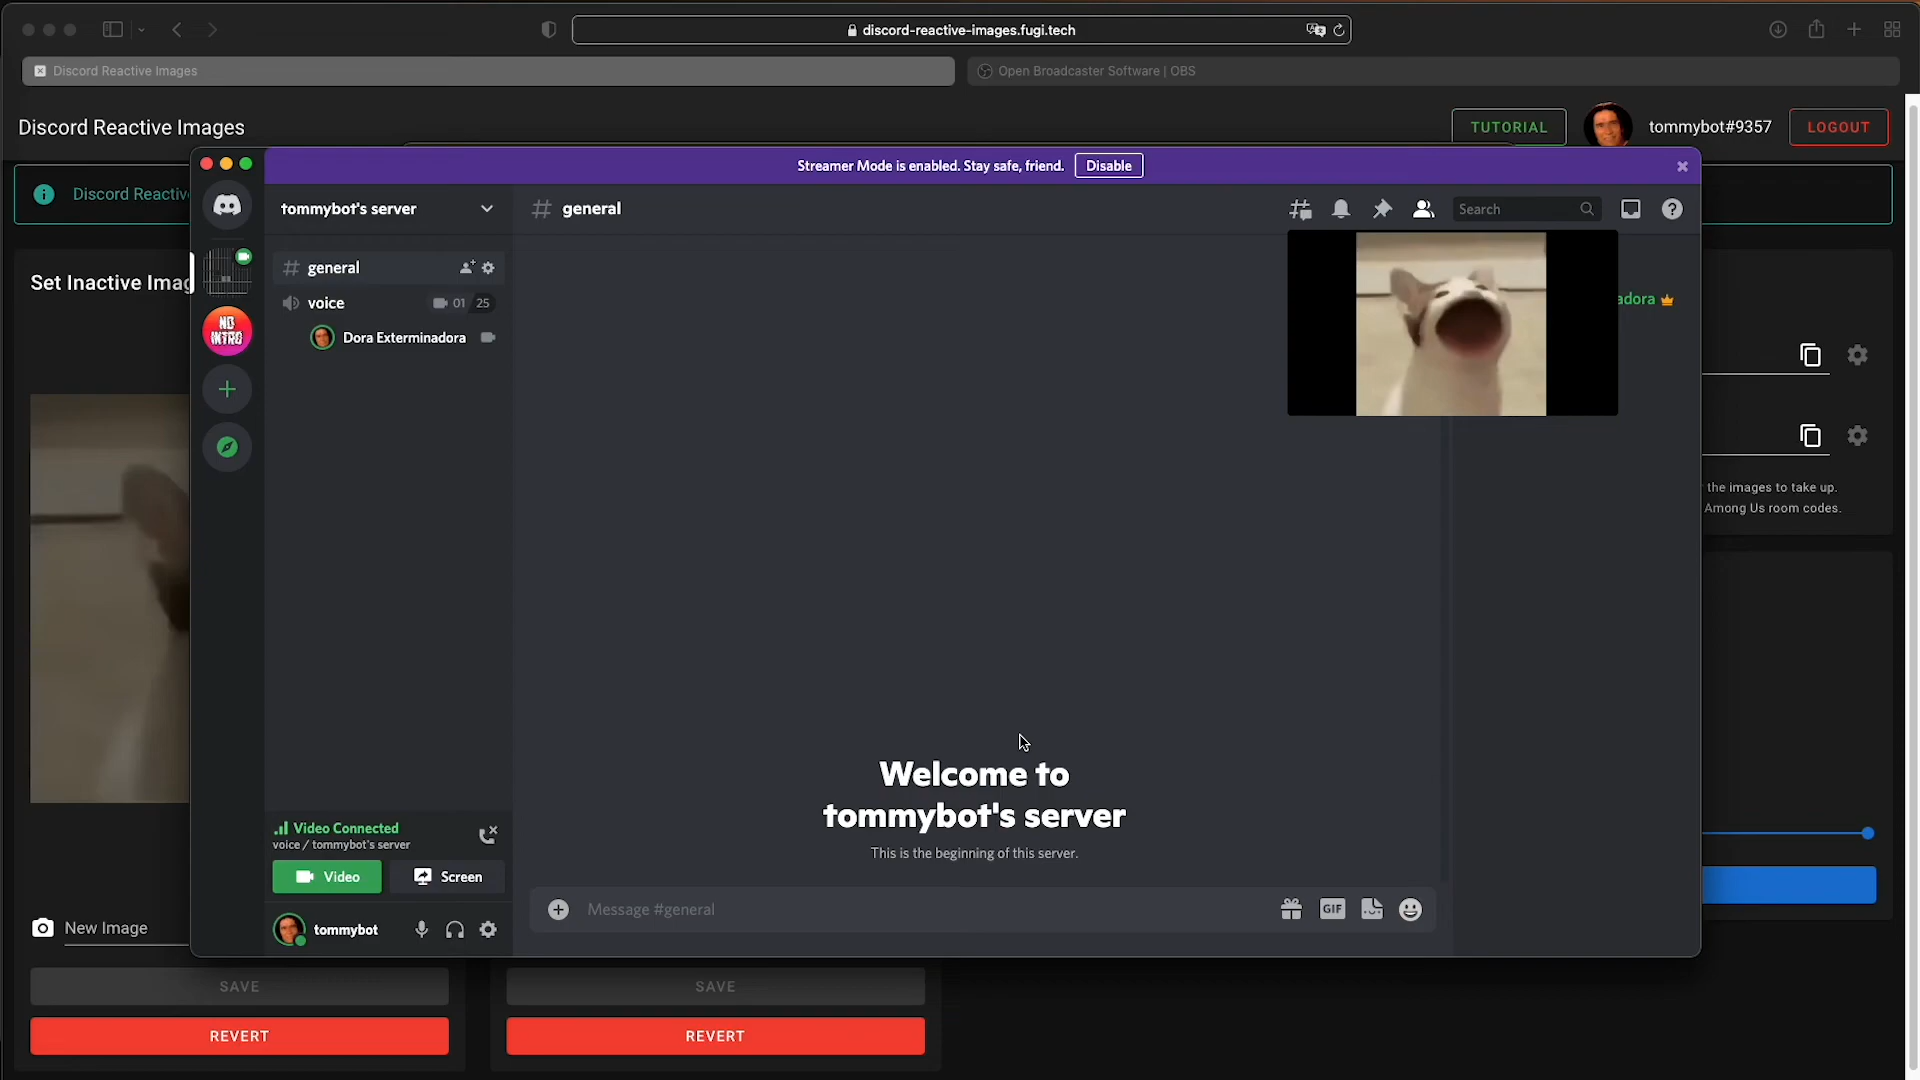 discord-reactive-images.fugi.tech
Discord Reactive Images
Open Broadcaster Software | OBS
Discord Reactive Images
TUTORIAL
tommybot#9357
LOGOUT
Streamer Mode is enabled. Stay safe, friend.
Disable
Discord Reactiv
tommybot's server
general
Search
Set Inactive Imag
general
voice
01
25
Dora Exterminadora
adora
NO
INTRO
the images to take up.
Among Us room codes.
Welcome to
tommybot's server
This is the beginning of this server.
Video Connected
voice / tommybot's server
Video
Screen
Message #general
GIF
tommybot
New Image
SAVE
SAVE
REVERT
REVERT